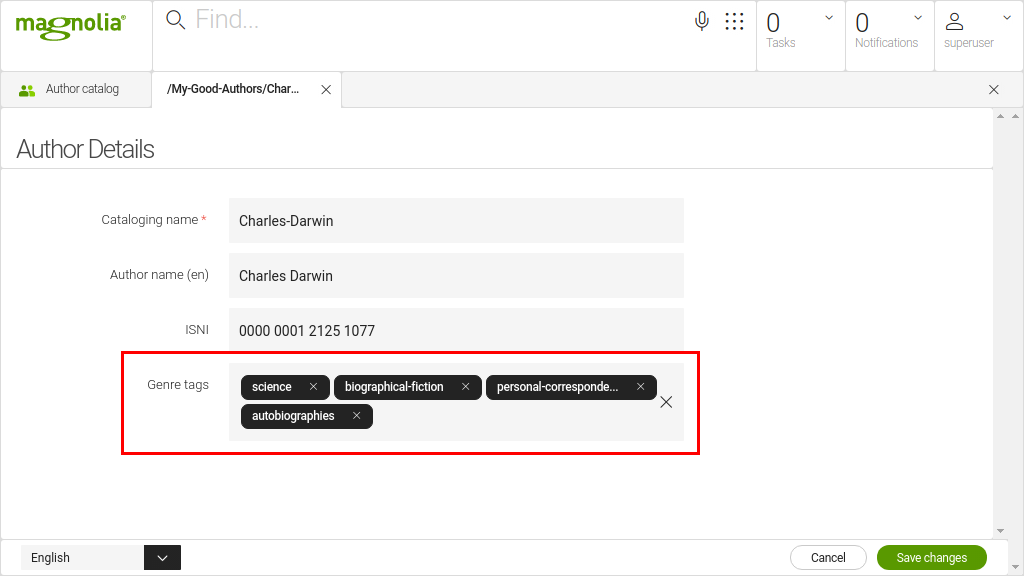 magnolia®
Find...
0
Tasks
0
Notifications
superuser
Author catalog
/My-Good-Authors/Char...
Author Details
Cataloging name *
Charles-Darwin
Author name (en)
Charles Darwin
ISNI
0000 0001 2125 1077
Genre tags
science
biographical-fiction
personal-corresponde...
autobiographies
English
Cancel
Save changes